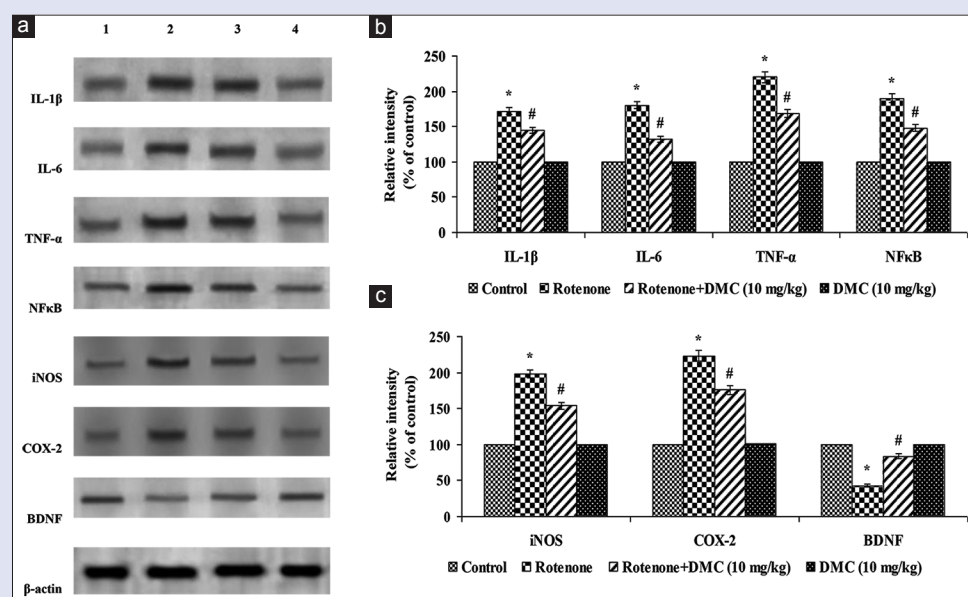 a
1 2 3 4
IL-1β
IL-6
TNF-α
NFκB
iNOS
COX-2
BDNF
β-actin
b
Relative intensity
(% of control)
250
200
150
100
50
0
* # * # * # * #
IL-1β IL-6 TNF-α NFκB
Control Rotenone Rotenone+DMC (10 mg/kg) DMC (10 mg/kg)
c
Relative intensity
(% of control)
250
200
150
100
50
0
* # * # * #
iNOS COX-2 BDNF
Control Rotenone Rotenone+DMC (10 mg/kg) DMC (10 mg/kg)